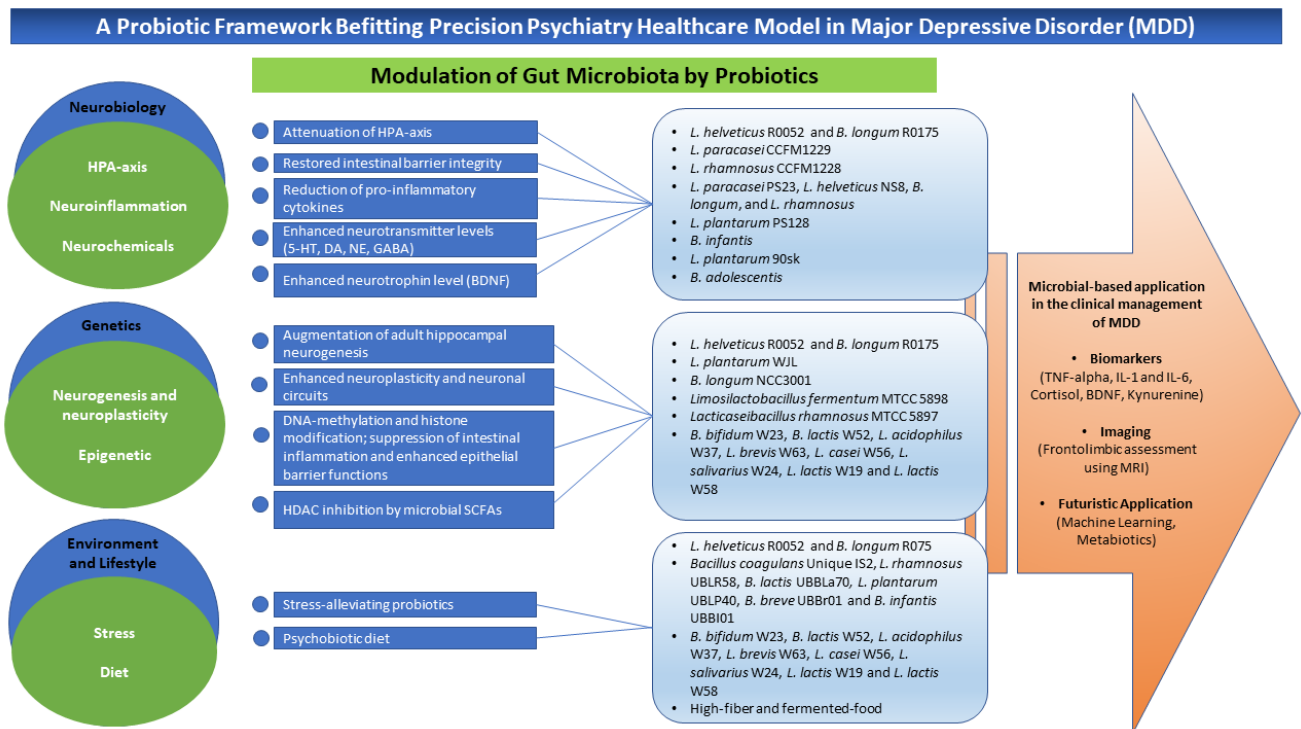 A Probiotic Framework Befitting Precision Psychiatry Healthcare Model in Major Depressive Disorder (MDD)
Modulation of Gut Microbiota by Probiotics
Neurobiology
HPA-axis
Neuroinflammation
Neurochemicals
Attenuation of HPA-axis
Restored intestinal barrier integrity
Reduction of pro-inflammatory
cytokines
Enhanced neurotransmitter levels
(5-HT, DA, NE, GABA)
Enhanced neurotrophin level (BDNF)
• L. helveticus R0052 and B. longum R0175
• L. paracasei CCFM1229
• L. rhamnosus CCFM1228
• L. paracasei PS23, L. helveticus NS8, B.
longum, and L. rhamnosus
• L. plantarum PS128
• B. infantis
• L. plantarum 90sk
• B. adolescentis
Genetics
Neurogenesis and
neuroplasticity
Epigenetic
Augmentation of adult hippocampal
neurogenesis
Enhanced neuroplasticity and neuronal
circuits
DNA-methylation and histone
modification; suppression of intestinal
inflammation and enhanced epithelial
barrier functions
HDAC inhibition by microbial SCFAs
• L. helveticus R0052 and B. longum R0175
• L. plantarum WJL
• B. longum NCC3001
• Limosilactobacillus fermentum MTCC 5898
• Lacticaseibacillus rhamnosus MTCC 5897
• B. bifidum W23, B. lactis W52, L. acidophilus
W37, L. brevis W63, L. casei W56, L.
salivarius W24, L. lactis W19 and L. lactis
W58
Environment
and Lifestyle
Stress
Diet
Stress-alleviating probiotics
Psychobiotic diet
• L. helveticus R0052 and B. longum R075
• Bacillus coagulans Unique IS2, L. rhamnosus
UBLR58, B. lactis UBBLa70, L. plantarum
UBLP40, B. breve UBBr01 and B. infantis
UBBI01
• B. bifidum W23, B. lactis W52, L. acidophilus
W37, L. brevis W63, L. casei W56, L.
salivarius W24, L. lactis W19 and L. lactis
W58
• High-fiber and fermented-food
Microbial-based application
in the clinical management
of MDD
• Biomarkers
(TNF-alpha, IL-1 and IL-6,
Cortisol, BDNF, Kynurenine)
• Imaging
(Frontolimbic assessment
using MRI)
• Futuristic Application
(Machine Learning,
Metabiotics)